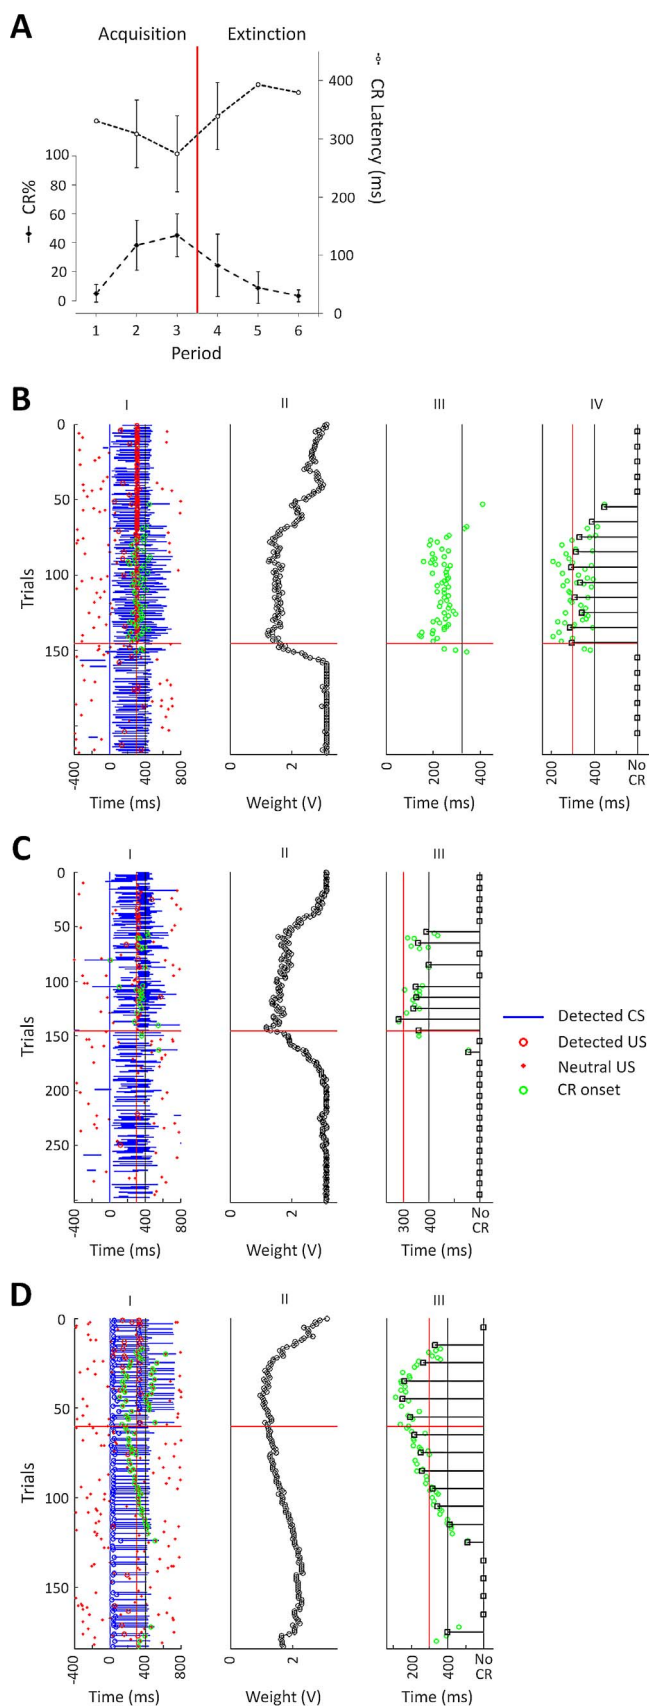 A
Acquisition Extinction
CR%
100
80
60
40
20
0
CR Latency (ms)
400
300
200
100
0
1 2 3 4 5 6
Period
B
I II III IV
Trials
0
50
100
150
-400 0 400 800
Time (ms)
0 2
Weight (V)
0 200 400
Time (ms)
200 400 No CR
Time (ms)
C
I II III
Trials
0
50
100
150
200
250
-400 0 400 800
Time (ms)
0 2
Weight (V)
300 400 No CR
Time (ms)
Detected CS
Detected US
Neutral US
CR onset
D
I II III
Trials
0
50
100
150
-400 0 400 800
Time (ms)
0 2
Weight (V)
0 200 400 No CR
Time (ms)